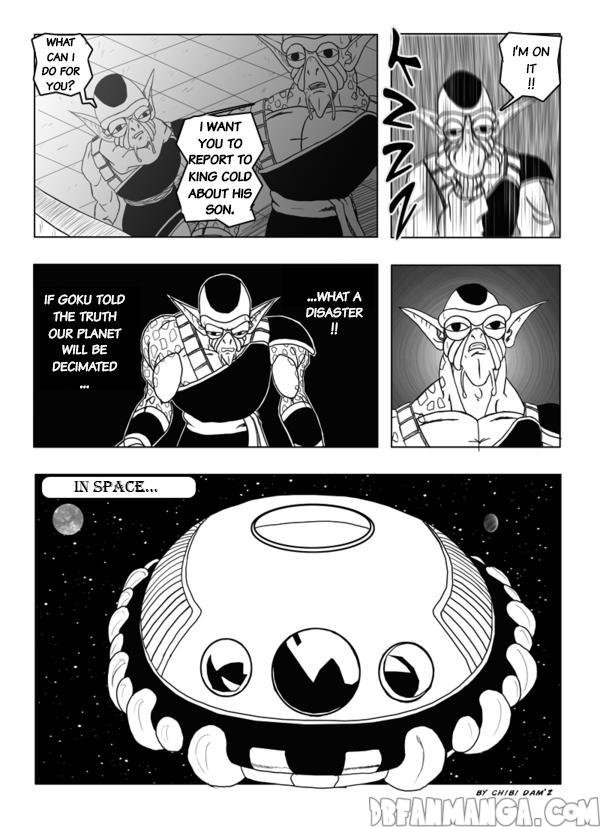 WHAT
CAN I
DO FOR
YOU?
I WANT
YOU TO
REPORT TO
KING COLD
ABOUT HIS
SON.
I'M ON
IT
!!
KZZZZ
IF GOKU TOLD
THE TRUTH
OUR PLANET
WILL BE
DECIMATED
...
...WHAT A
DISASTER
!!
IN SPACE...
BY CHIBI DAM'Z
DBFANMANGA.COM